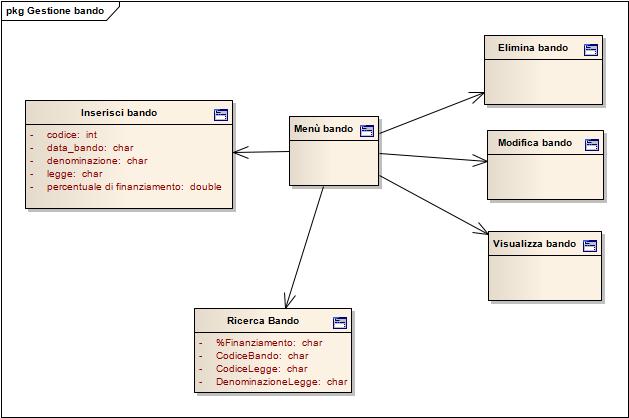 pkg Gestione bando
Elimina bando
Inserisci bando
- codice: int
- data_bando: char
- denominazione: char
- legge: char
- percentuale di finanziamento: double
Menù bando
Modifica bando
Visualizza bando
Ricerca Bando
- %Finanziamento: char
- CodiceBando: char
- CodiceLegge: char
- DenominazioneLegge: char